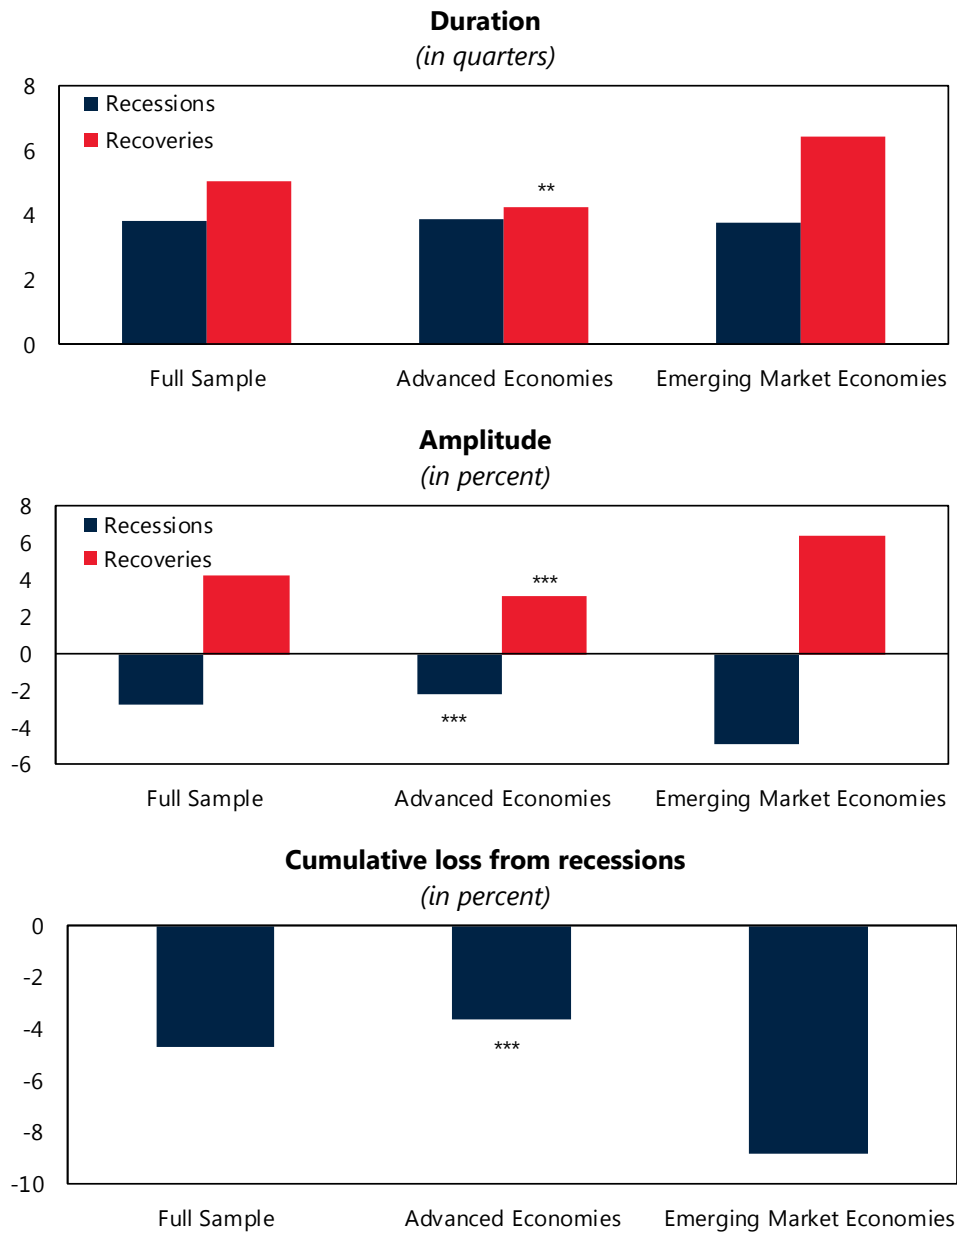 Duration
(in quarters)
8
Recessions
Recoveries
6
**
4
2
0
Full Sample
Advanced Economies
Emerging Market Economies
Amplitude
(in percent)
8
Recessions
6
Recoveries
4
***
2
0
-2
***
-4
-6
Full Sample
Advanced Economies
Emerging Market Economies
Cumulative loss from recessions
(in percent)
0
-2
-4
***
-6
-8
-10
Full Sample
Advanced Economies
Emerging Market Economies